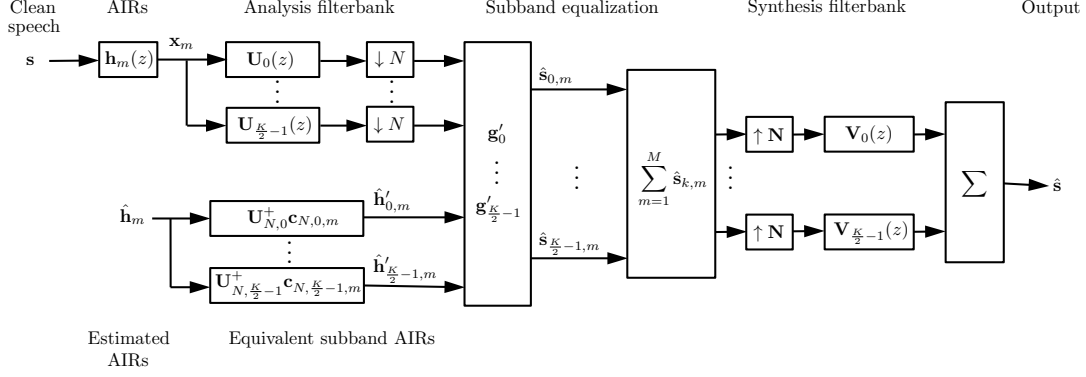 Clean speech
AIRs
Analysis filterbank
Subband equalization
Synthesis filterbank
Output
s
h_m(z)
x_m
U_0(z)
↓ N
⋮
⋮
U_{K/2−1}(z)
↓ N
g′_0
⋮
g′_{K/2−1}
ŝ_{0,m}
⋮
ŝ_{K/2−1,m}
∑_{m=1}^{M} ŝ_{k,m}
↑ N
V_0(z)
⋮
↑ N
V_{K/2−1}(z)
∑
ŝ
ĥ_m
U^+_{N,0} c_{N,0,m}
ĥ′_{0,m}
⋮
U^+_{N,K/2−1} c_{N,K/2−1,m}
ĥ′_{K/2−1,m}
Estimated AIRs
Equivalent subband AIRs